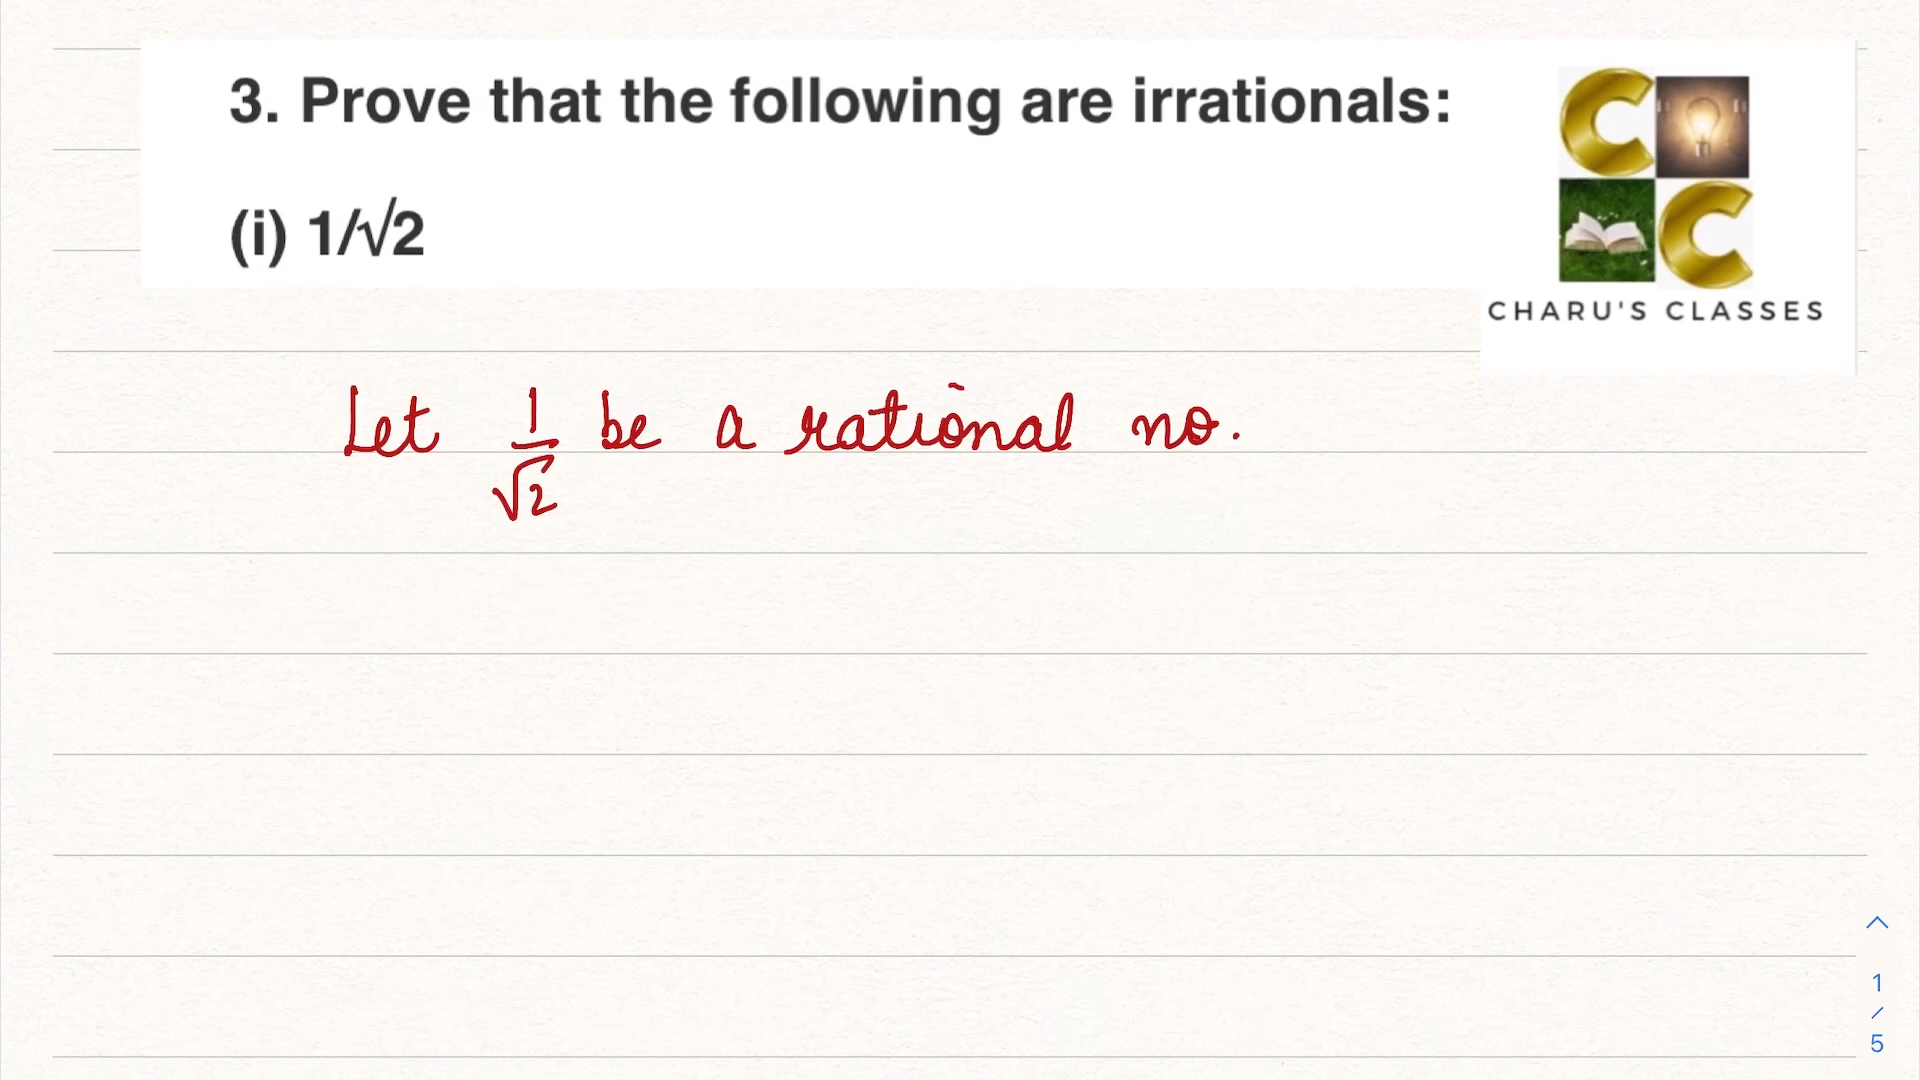 3. Prove that the following are irrationals:
(i) 1/√2
CHARU'S CLASSES
Let 1/√2 be a rational no.
1
/
5